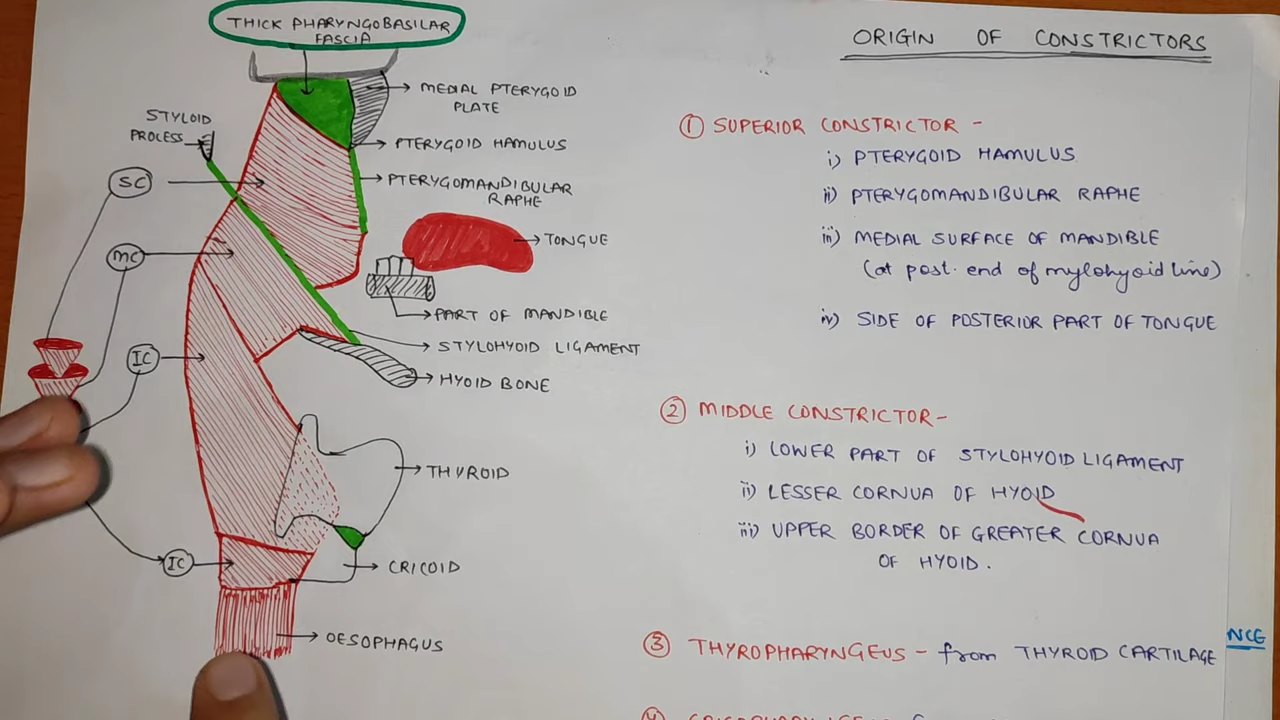 THICK PHARYNGOBASILAR
FASCIA
MEDIAL PTERYGOID
PLATE
STYLOID
PROCESS
PTERYGOID HAMULUS
SC
PTERYGOMANDIBULAR
RAPHE
TONGUE
MC
PART OF MANDIBLE
STYLOHYOID LIGAMENT
IC
HYOID BONE
THYROID
IC
CRICOID
OESOPHAGUS
ORIGIN OF CONSTRICTORS
① SUPERIOR CONSTRICTOR -
i) PTERYGOID HAMULUS
ii) PTERYGOMANDIBULAR RAPHE
iii) MEDIAL SURFACE OF MANDIBLE
(at post. end of mylohyoid line)
iv) SIDE OF POSTERIOR PART OF TONGUE
② MIDDLE CONSTRICTOR -
i) LOWER PART OF STYLOHYOID LIGAMENT
ii) LESSER CORNUA OF HYOID
iii) UPPER BORDER OF GREATER CORNUA
OF HYOID.
③ THYROPHARYNGEUS - from THYROID CARTILAGE
NCE